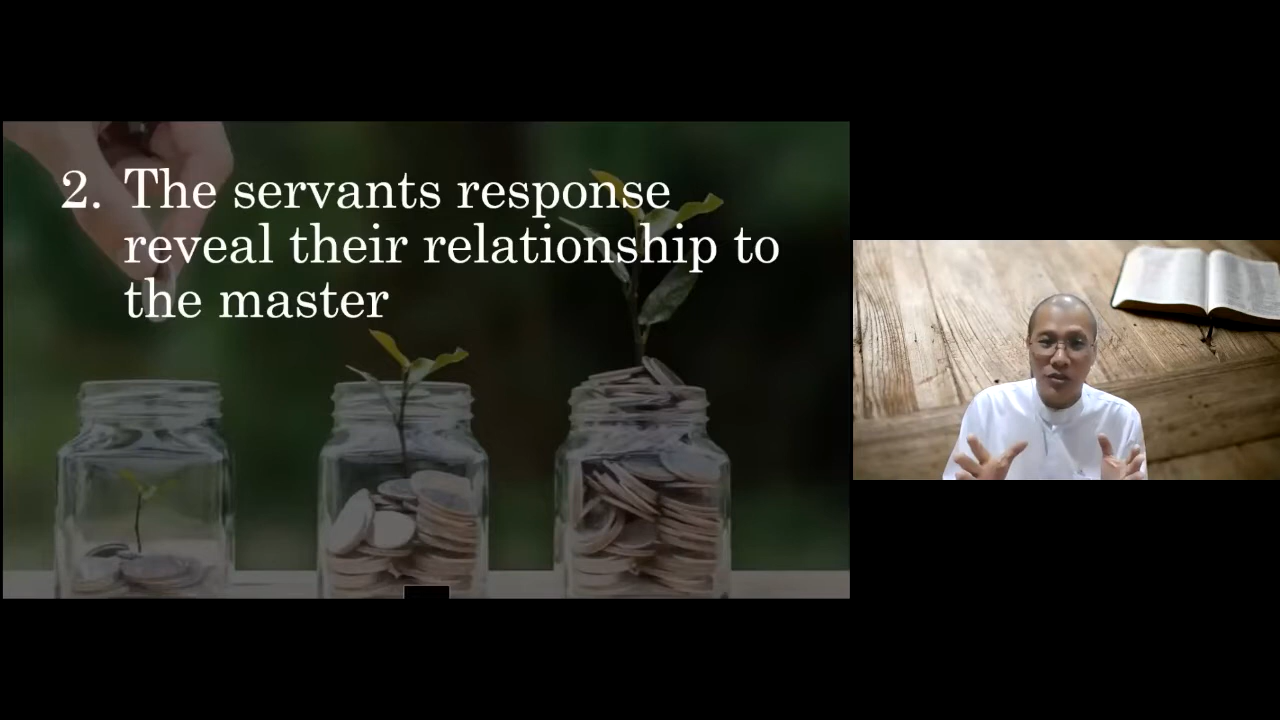 2. The servants response
reveal their relationship to
the master